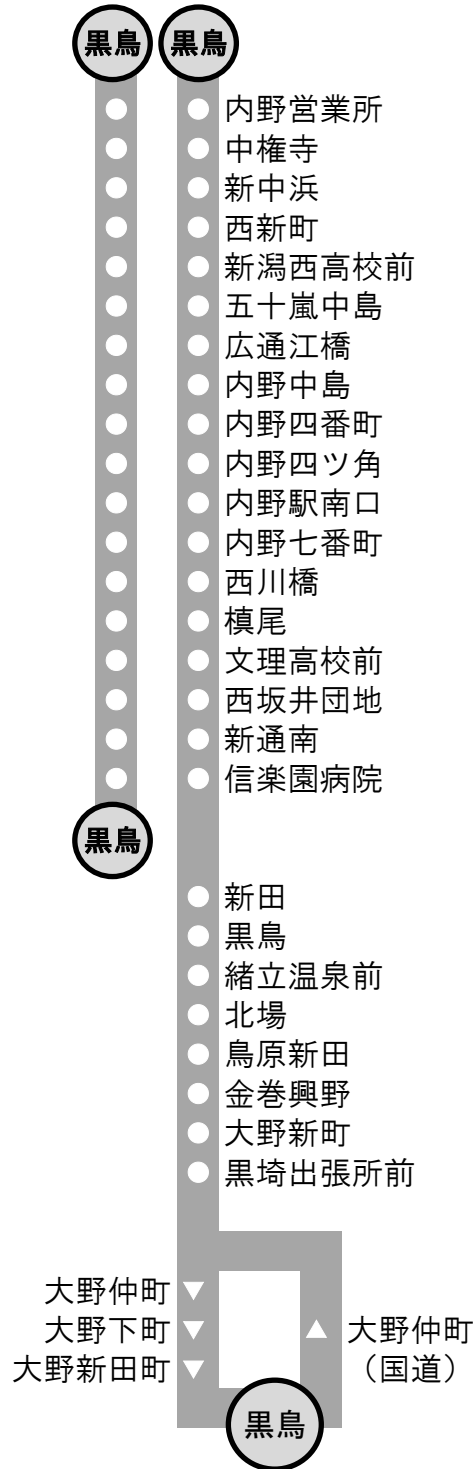 黒鳥 黒鳥
内野営業所
中権寺
新中浜
西新町
新潟西高校前
五十嵐中島
広通江橋
内野中島
内野四番町
内野四ツ角
内野駅南口
内野七番町
西川橋
槙尾
文理高校前
西坂井団地
新通南
信楽園病院
黒鳥
新田
黒鳥
緒立温泉前
北場
鳥原新田
金巻興野
大野新町
黒埼出張所前
大野仲町
大野下町
大野新田町
大野仲町
（国道）
黒鳥